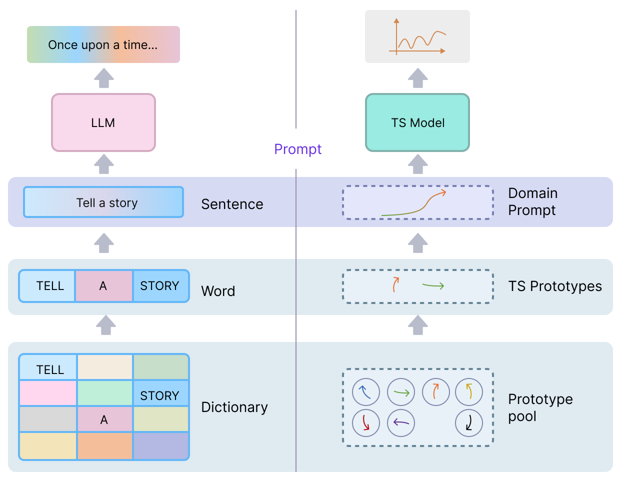 Once upon a time...
LLM
TS Model
Prompt
Tell a story
Sentence
Domain
Prompt
TELL
A
STORY
Word
TS Prototypes
TELL
STORY
A
Dictionary
Prototype
pool